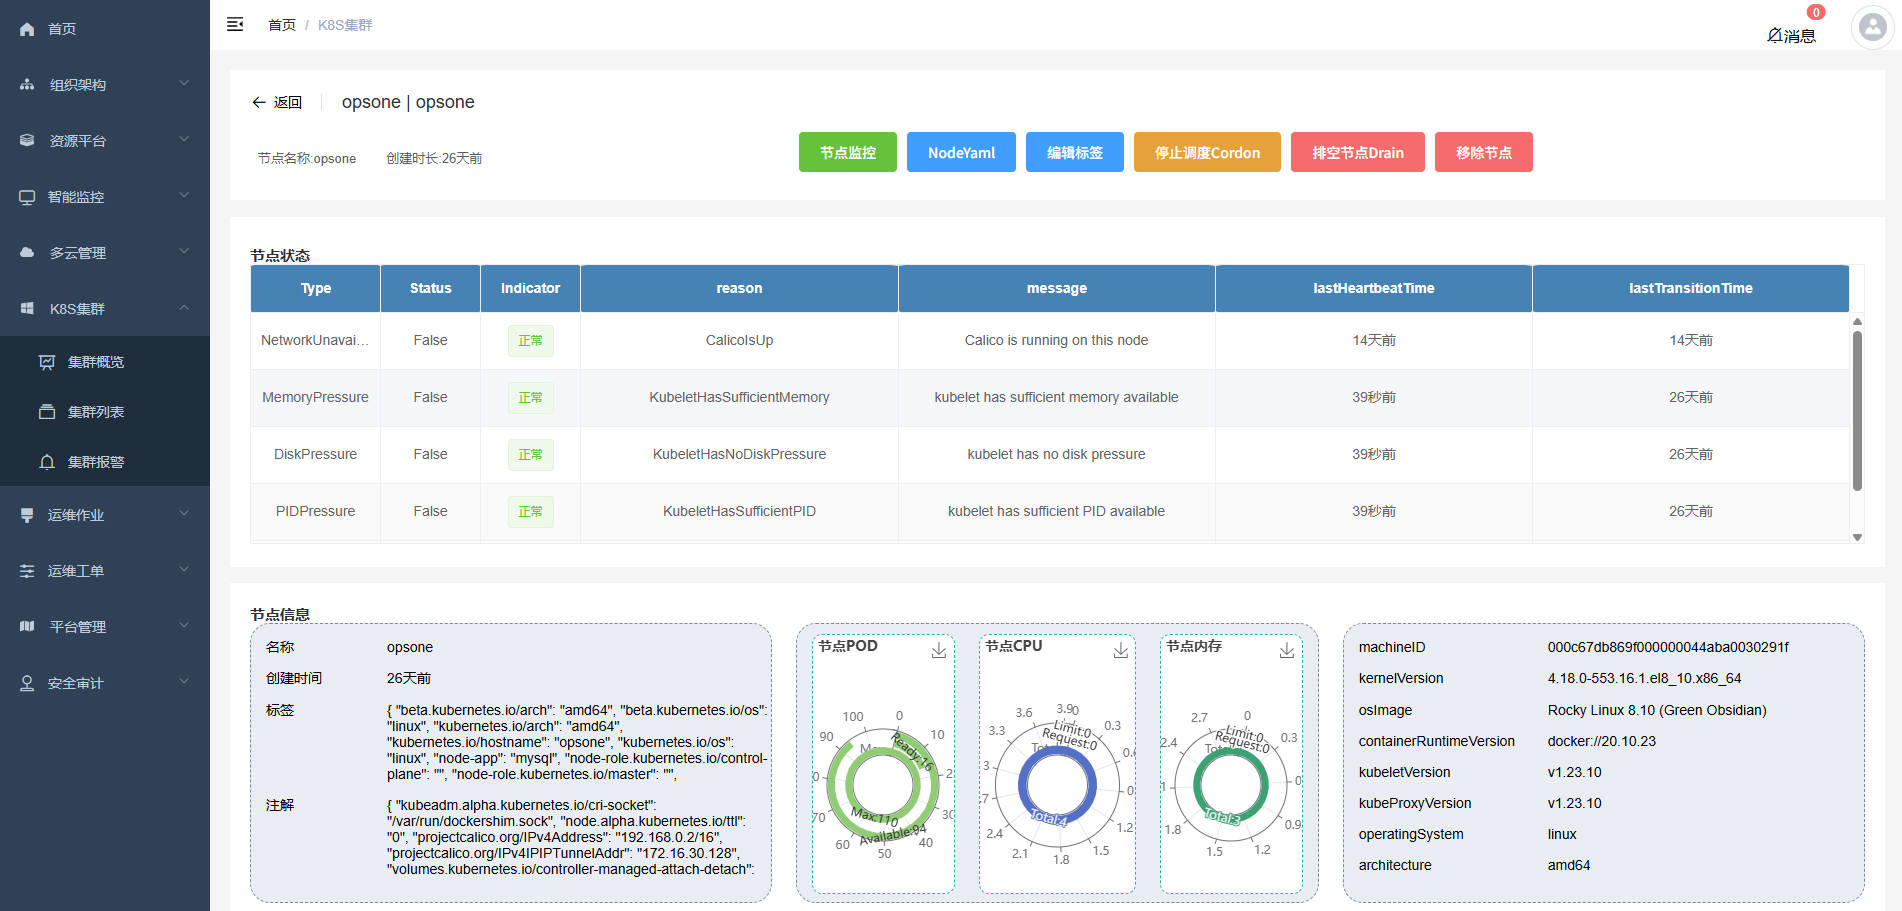 首页
组织架构
资源平台
智能监控
多云管理
K8S集群
集群概览
集群列表
集群报警
运维作业
运维工单
平台管理
安全审计
首页 / K8S集群
0
消息
返回
opsone | opsone
节点名称:opsone 创建时长:26天前
节点监控 NodeYaml 编辑标签 停止调度Cordon 排空节点Drain 移除节点
节点状态
Type Status Indicator reason message lastHeartbeatTime lastTransitionTime
NetworkUnavai... False 正常 CalicoIsUp Calico is running on this node 14天前 14天前
MemoryPressure False 正常 KubeletHasSufficientMemory kubelet has sufficient memory available 39秒前 26天前
DiskPressure False 正常 KubeletHasNoDiskPressure kubelet has no disk pressure 39秒前 26天前
PIDPressure False 正常 KubeletHasSufficientPID kubelet has sufficient PID available 39秒前 26天前
节点信息
名称 opsone
创建时间 26天前
标签 { "beta.kubernetes.io/arch": "amd64", "beta.kubernetes.io/os":
"linux", "kubernetes.io/arch": "amd64",
"kubernetes.io/hostname": "opsone", "kubernetes.io/os":
"linux", "node-app": "mysql", "node-role.kubernetes.io/control-
plane": "", "node-role.kubernetes.io/master": "",
注解 { "kubeadm.alpha.kubernetes.io/cri-socket":
"/var/run/dockershim.sock", "node.alpha.kubernetes.io/ttl":
"0", "projectcalico.org/IPv4Address": "192.168.0.2/16",
"projectcalico.org/IPv4IPIPTunnelAddr": "172.16.30.128",
"volumes.kubernetes.io/controller-managed-attach-detach":
节点POD
100 0
90 10
Ready:16
30
Max:110
Available:94
60 50 40
节点CPU
3.6 3.9 0 0.3
3.3
Limit:0
Request:0
3
Total:4
2.4 1.2
2.1 1.8 1.5
节点内存
2.7 0 0.3
2.4
Limit:0
Request:0
Total:3
1.8 0.9
1.5 1.2
machineID 000c67db869f000000044aba0030291f
kernelVersion 4.18.0-553.16.1.el8_10.x86_64
osImage Rocky Linux 8.10 (Green Obsidian)
containerRuntimeVersion docker://20.10.23
kubeletVersion v1.23.10
kubeProxyVersion v1.23.10
operatingSystem linux
architecture amd64